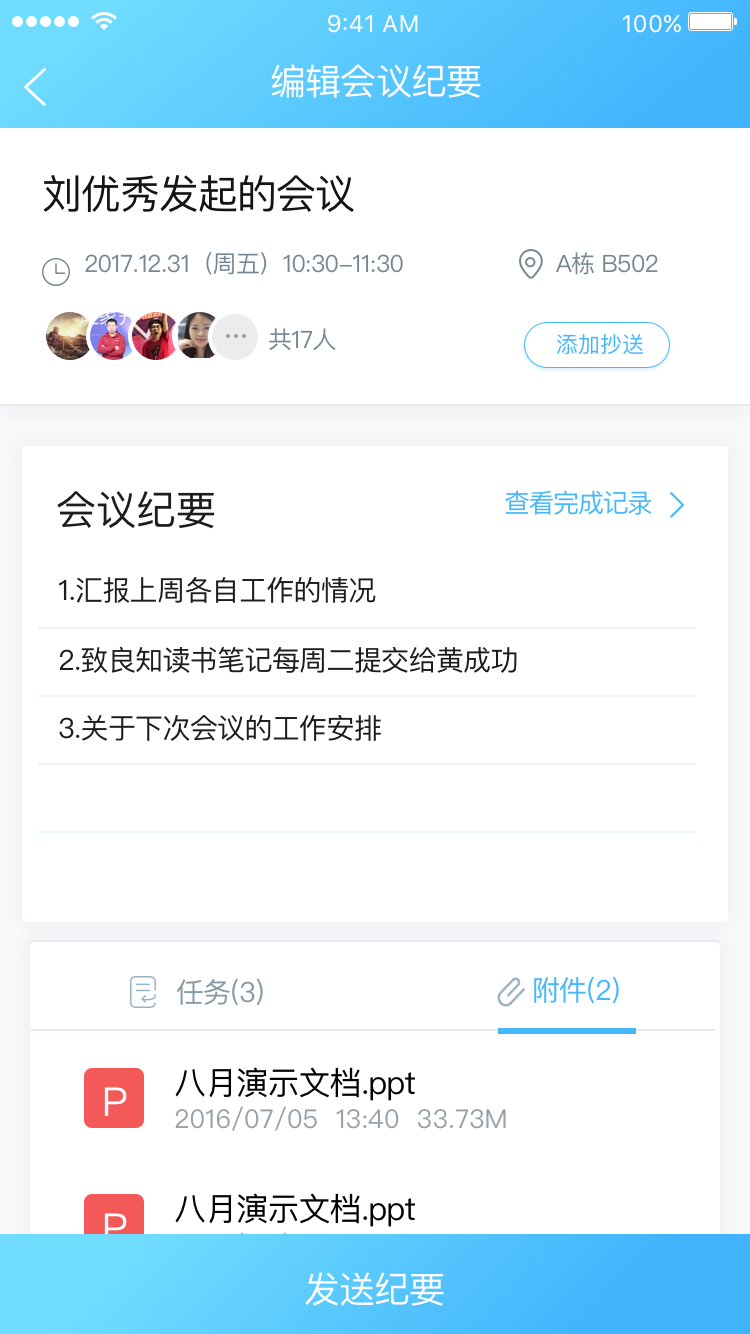 9:41 AM
100%
编辑会议纪要
刘优秀发起的会议
2017.12.31（周五）10:30-11:30
A栋 B502
共17人
添加抄送
会议纪要
查看完成记录
1.汇报上周各自工作的情况
2.致良知读书笔记每周二提交给黄成功
3.关于下次会议的工作安排
任务(3)
附件(2)
P
八月演示文档.ppt
2016/07/05 13:40 33.73M
P
八月演示文档.ppt
发送纪要